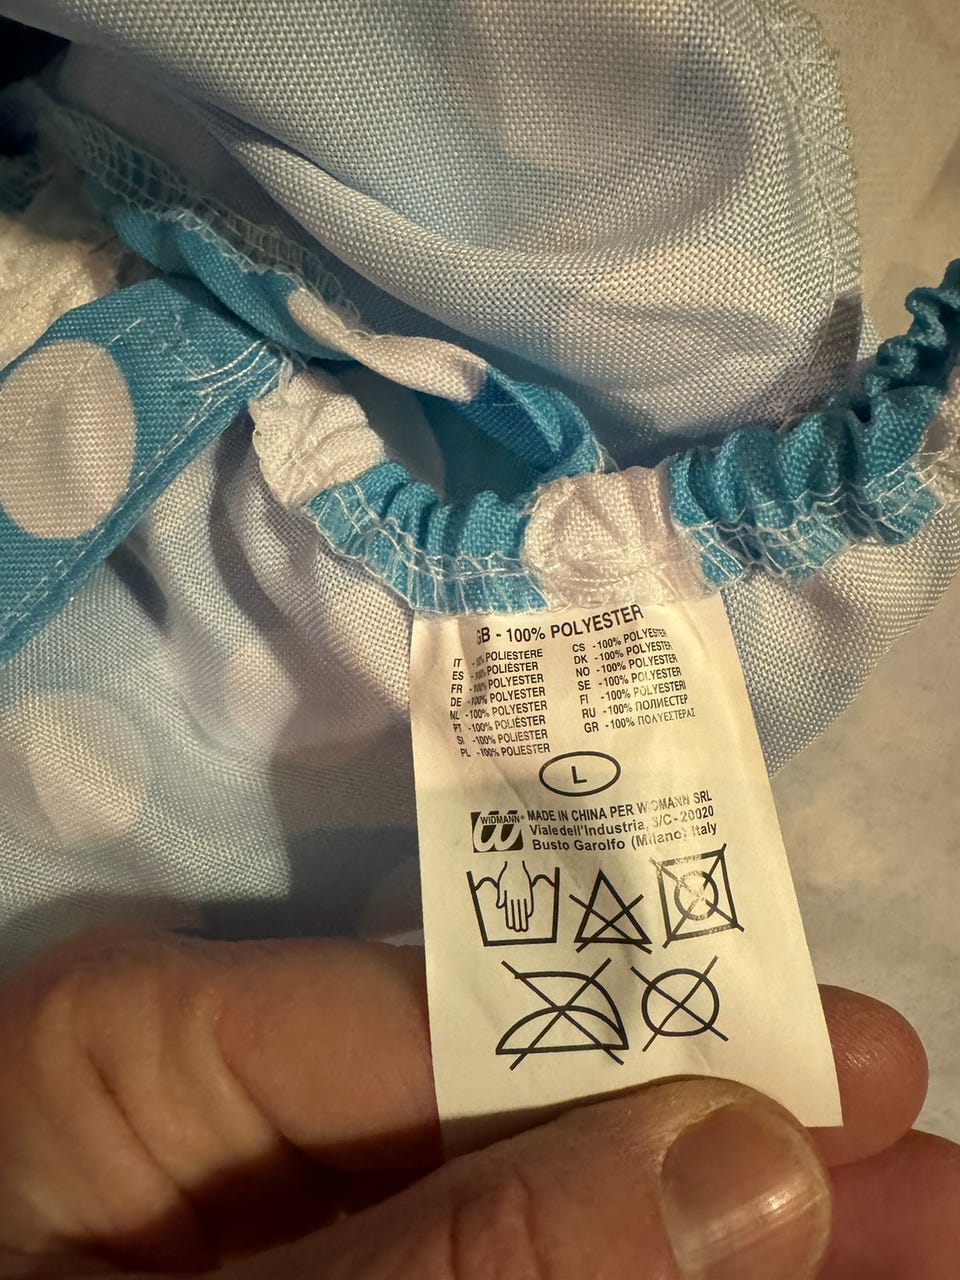 GB - 100% POLYESTER
IT - 100% POLIESTERE
ES - 100% POLIÉSTER
FR -100% POLYESTER
DE -100% POLYESTER
NL -100% POLYESTER
PT -100% POLIÉSTER
SI -100% POLIESTER
PL -100% POLIESTER
CS -100% POLYESTER
DK -100% POLYESTER
NO -100% POLYESTER
SE -100% POLYESTER
FI -100% POLYESTERI
RU -100% ПОЛИЕСТЕР
GR -100% ΠΟΛΥΕΣΤΕΡΑΣ
L
WIDMANN®
MADE IN CHINA PER WIDMANN SRL
Viale dell'Industria, 3/C - 20020
Busto Garolfo (Milano) Italy